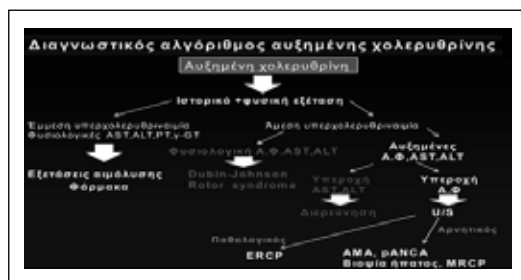 Διαγνωστικός αλγόριθμος αυξημένης χολερυθρίνης
Αυξημένη χολερυθρίνη
Ιστορικό +φυσική εξέταση
Έμμεση υπερχολερυθριναιμία
Φυσιολογικές AST,ALT,PT,γ-GT
Άμεση υπερχολερυθριναιμία
Φυσιολογική Α.Φ,AST,ALT
Αυξημένες
Α.Φ,AST,ALT
Εξετάσεις αιμόλυσης
Φάρμακα
Dubin-Johnson
Rotor syndrome
Υπεροχή
AST,ALT
Υπεροχή
Α.Φ
Διερεύνηση
U/S
Παθολογικός
Αρνητικός
ERCP
AMA, pANCA
Βιοψία ήπατος, MRCP